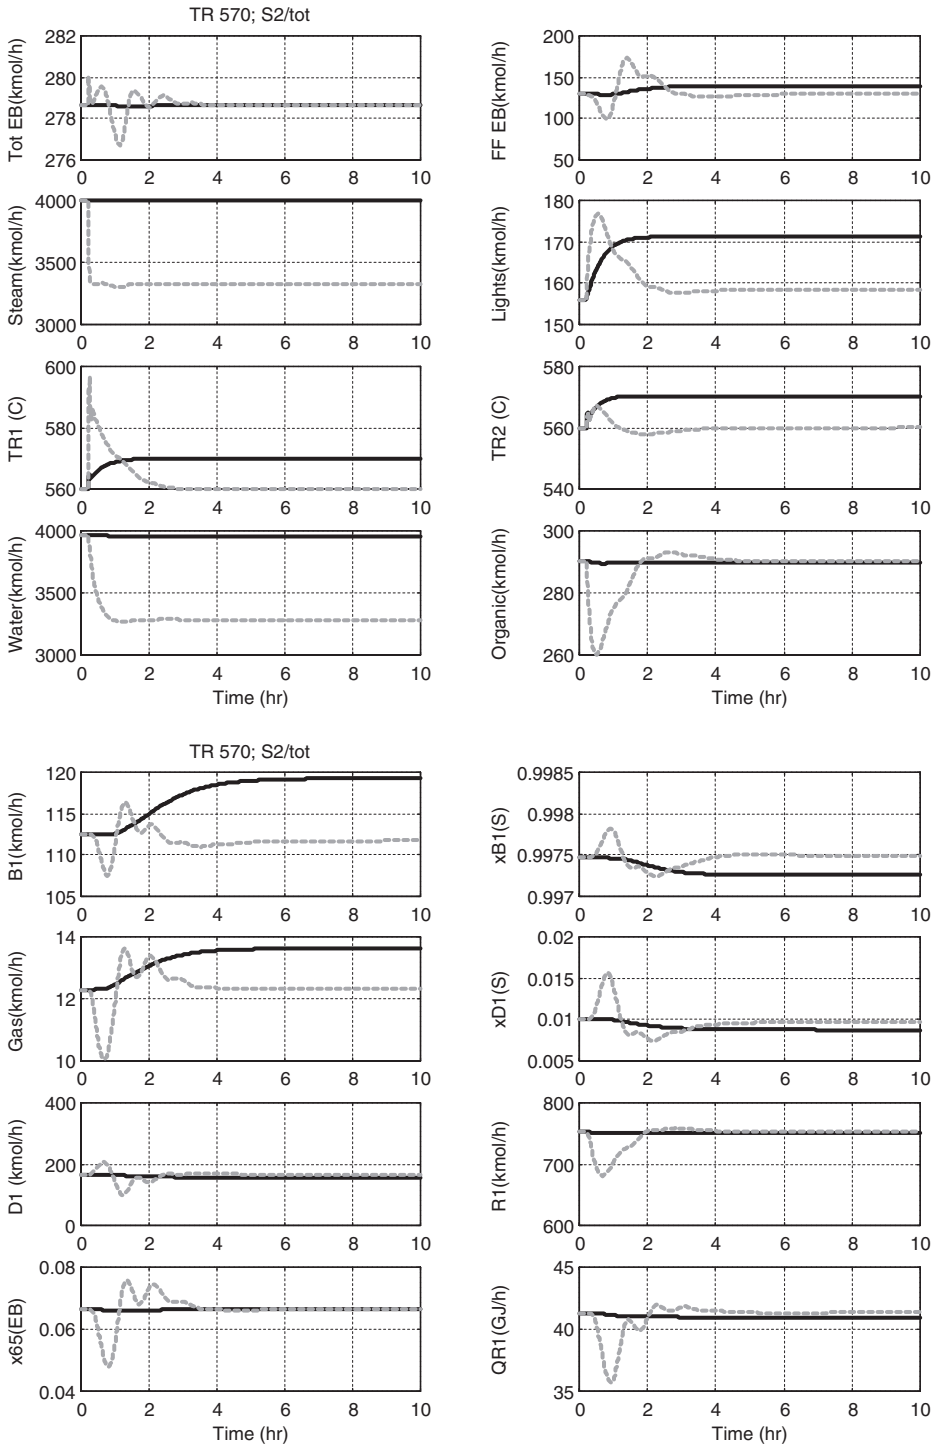 TR 570; S2/tot
Tot EB(kmol/h)
282
280
278
276
0 2 4 6 8 10
FF EB(kmol/h)
200
150
100
50
0 2 4 6 8 10
Steam(kmol/h)
4000
3500
3000
0 2 4 6 8 10
Lights(kmol/h)
180
170
160
150
0 2 4 6 8 10
TR1 (C)
600
580
560
0 2 4 6 8 10
TR2 (C)
580
560
540
0 2 4 6 8 10
Water(kmol/h)
4000
3500
3000
0 2 4 6 8 10
Time (hr)
Organic(kmol/h)
300
280
260
0 2 4 6 8 10
Time (hr)
TR 570; S2/tot
B1(kmol/h)
120
115
110
105
0 2 4 6 8 10
xB1(S)
0.9985
0.998
0.9975
0.997
0 2 4 6 8 10
Gas(kmol/h)
14
12
10
0 2 4 6 8 10
xD1(S)
0.02
0.015
0.01
0.005
0 2 4 6 8 10
D1 (kmol/h)
400
200
0
0 2 4 6 8 10
R1(kmol/h)
800
700
600
0 2 4 6 8 10
x65(EB)
0.08
0.06
0.04
0 2 4 6 8 10
Time (hr)
QR1(GJ/h)
45
40
35
0 2 4 6 8 10
Time (hr)